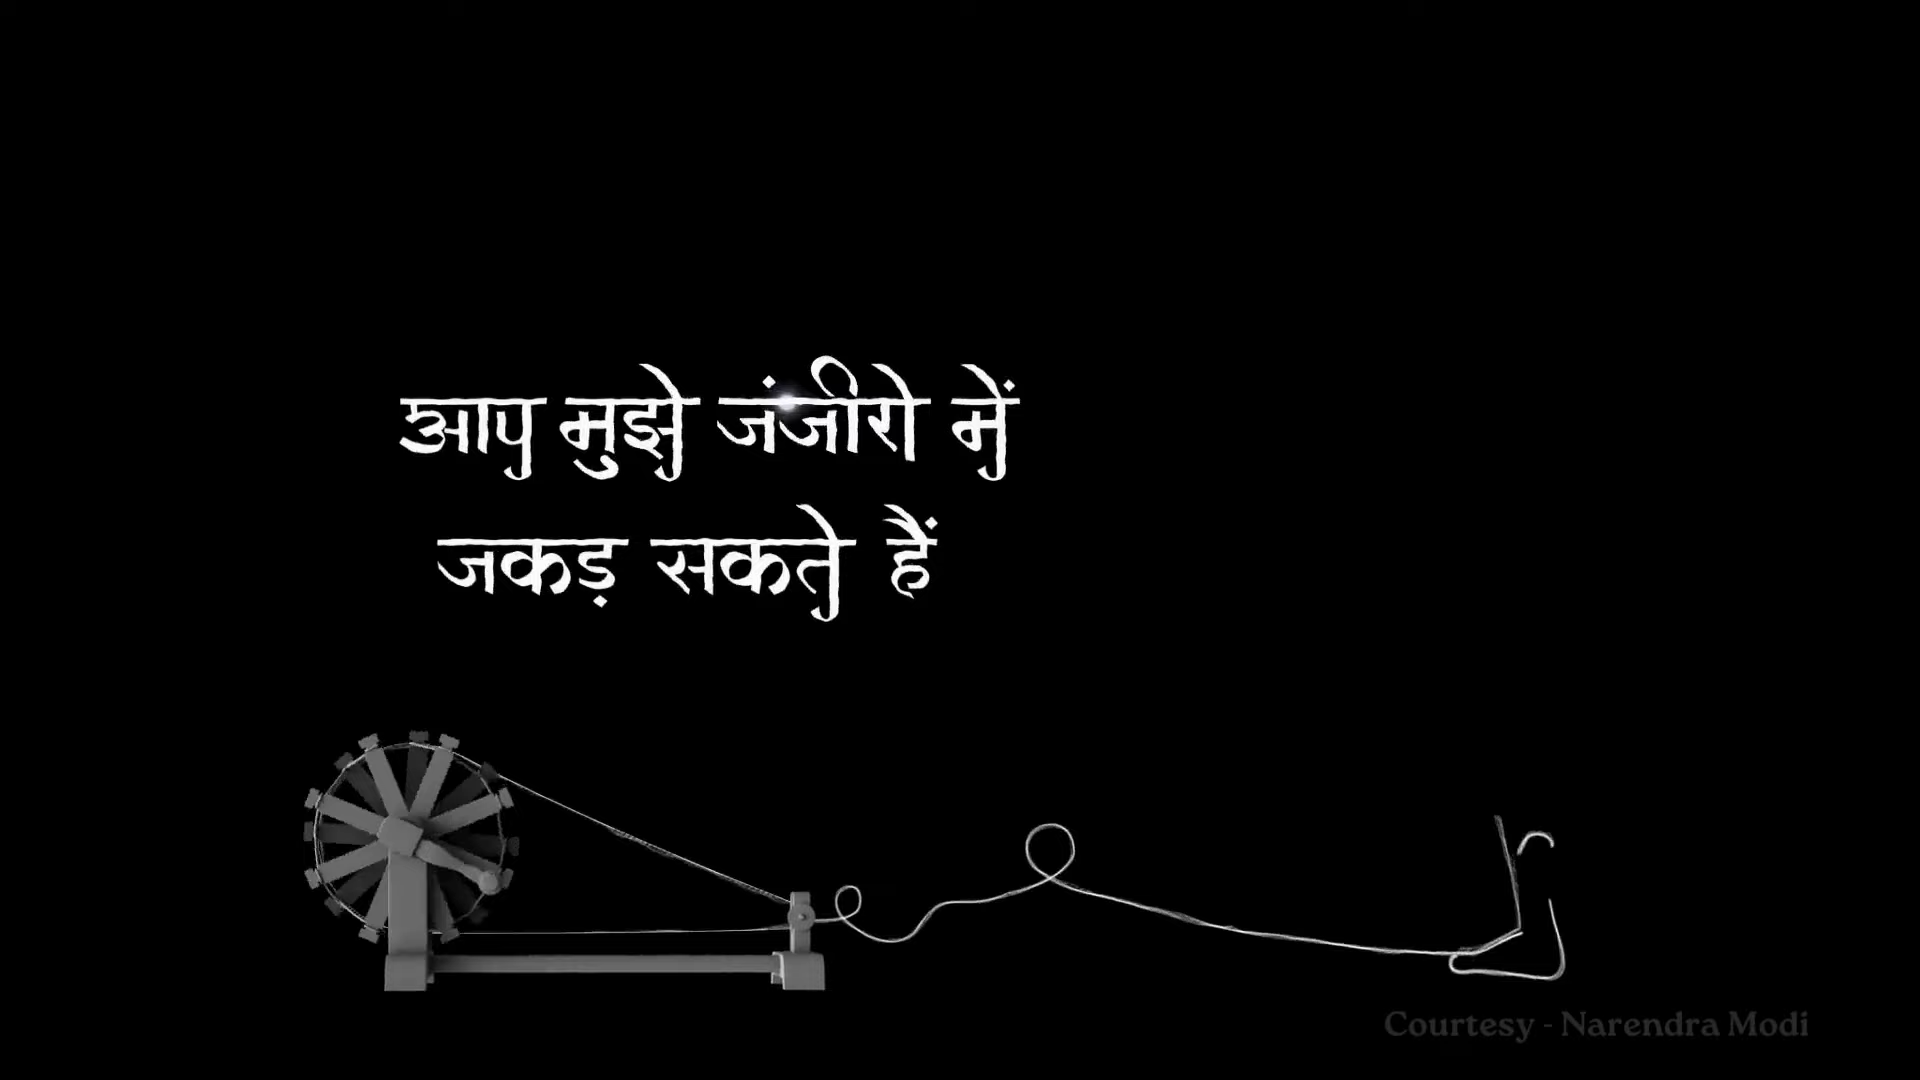 आप मुझे जंजीरो में
जकड़ सकते हैं
Courtesy - Narendra Modi